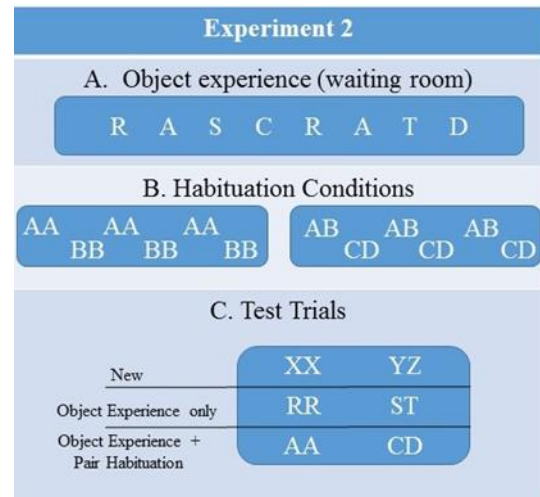 Experiment 2
A. Object experience (waiting room)
R A S C R A T D
B. Habituation Conditions
AA AA AA
BB BB BB
AB AB AB
CD CD CD
C. Test Trials
New XX YZ
Object Experience only RR ST
Object Experience +
Pair Habituation AA CD